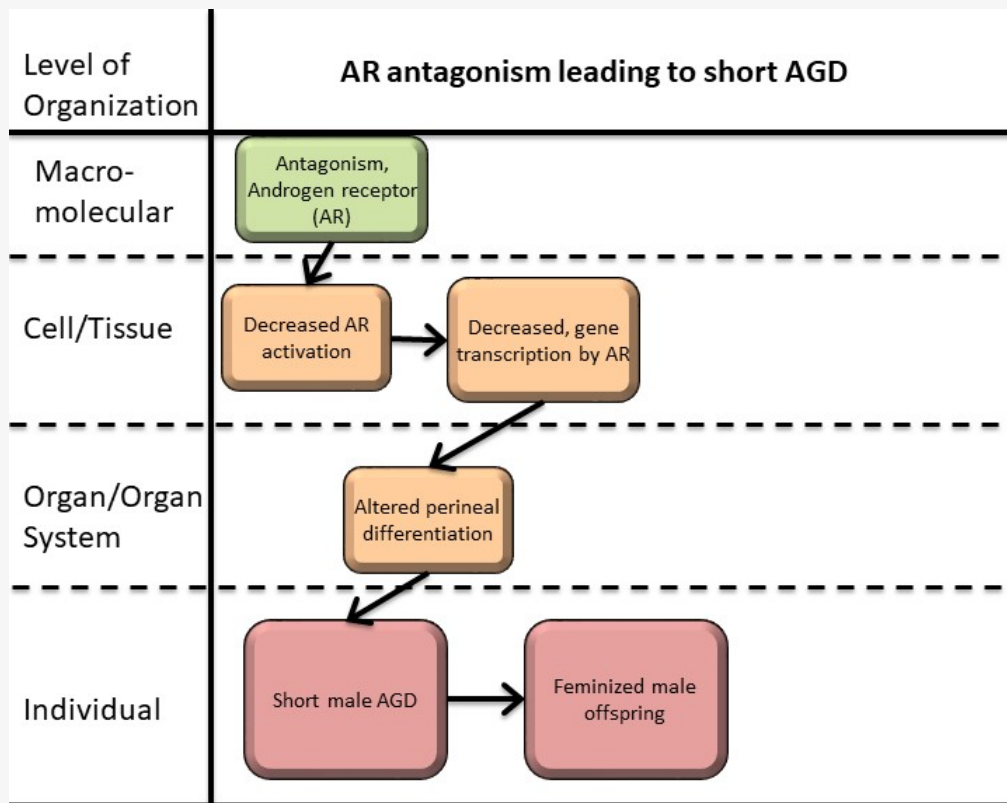 Level of
Organization
AR antagonism leading to short AGD
Macro-
molecular
Antagonism,
Androgen receptor
(AR)
Cell/Tissue
Decreased AR
activation
Decreased, gene
transcription by AR
Organ/Organ
System
Altered perineal
differentiation
Individual
Short male AGD
Feminized male
offspring